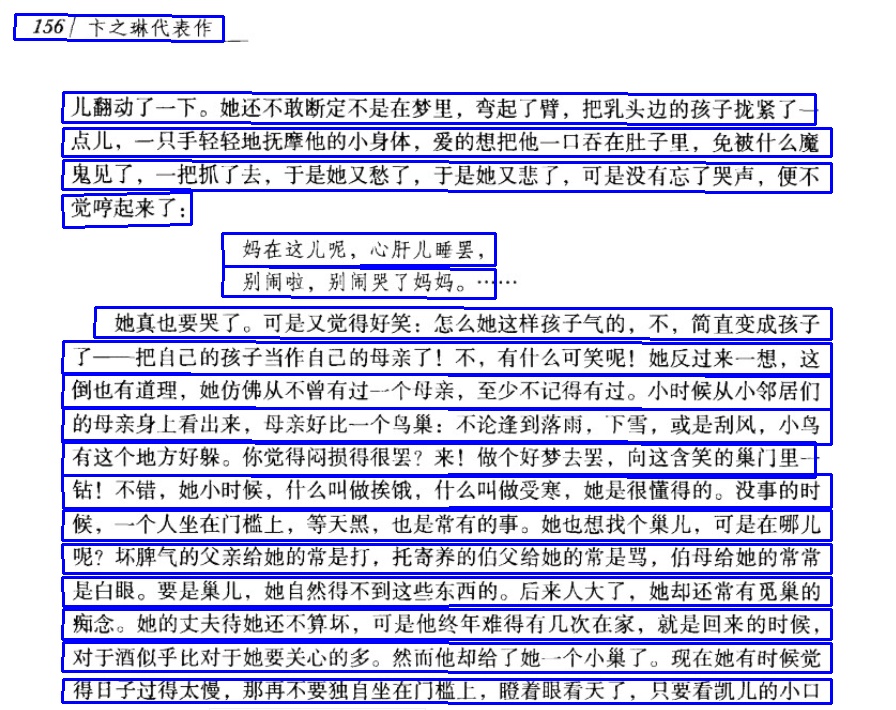 156/ 卞之琳代表作
儿翻动了一下。她还不敢断定不是在梦里，弯起了臂，把乳头边的孩子拢紧了一
点儿，一只手轻轻地抚摩他的小身体，爱的想把他一口吞在肚子里，免被什么魔
鬼见了，一把抓了去，于是她又愁了，于是她又悲了，可是没有忘了哭声，便不
觉哼起来了：
妈在这儿呢，心肝儿睡罢，
别闹啦，别闹哭了妈妈。……
她真也要哭了。可是又觉得好笑：怎么她这样孩子气的，不，简直变成孩子
了——把自己的孩子当作自己的母亲了！不，有什么可笑呢！她反过来一想，这
倒也有道理，她仿佛从不曾有过一个母亲，至少不记得有过。小时候从小邻居们
的母亲身上看出来，母亲好比一个鸟巢：不论逢到落雨，下雪，或是刮风，小鸟
有这个地方好躲。你觉得闷损得很罢？来！做个好梦去罢，向这含笑的巢门里一
钻！不错，她小时候，什么叫做挨饿，什么叫做受寒，她是很懂得的。没事的时
候，一个人坐在门槛上，等天黑，也是常有的事。她也想找个巢儿，可是在哪儿
呢？坏脾气的父亲给她的常是打，托寄养的伯父给她的常是骂，伯母给她的常常
是白眼。要是巢儿，她自然得不到这些东西的。后来人大了，她却还常有觅巢的
痴念。她的丈夫待她还不算坏，可是他终年难得有几次在家，就是回来的时候，
对于酒似乎比对于她要关心的多。然而他却给了她一个小巢了。现在她有时候觉
得日子过得太慢，那再不要独自坐在门槛上，瞪着眼看天了，只要看凯儿的小口